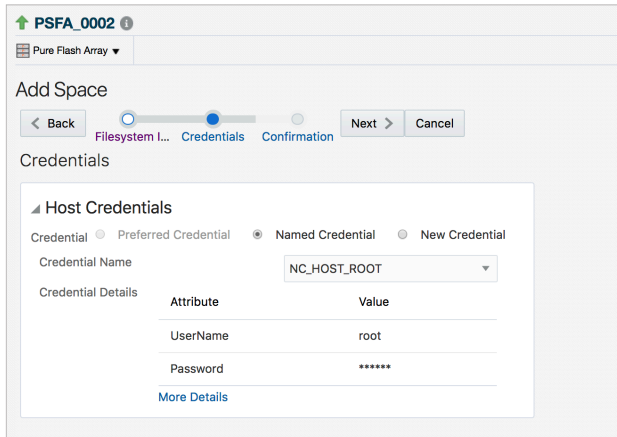 PSFA_0002
Pure Flash Array
Add Space
Back
Filesystem I... Credentials Confirmation
Next Cancel
Credentials
Host Credentials
Credential Preferred Credential Named Credential New Credential
Credential Name NC_HOST_ROOT
Credential Details
Attribute Value
UserName root
Password ******
More Details